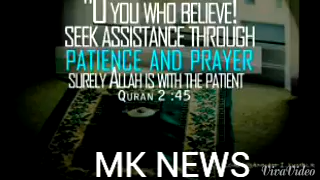 "O YOU WHO BELIEVE!
SEEK ASSISTANCE THROUGH
PATIENCE AND PRAYER
SURELY ALLAH IS WITH THE PATIENT
QURAN 2 :45
MK NEWS
VivaVideo